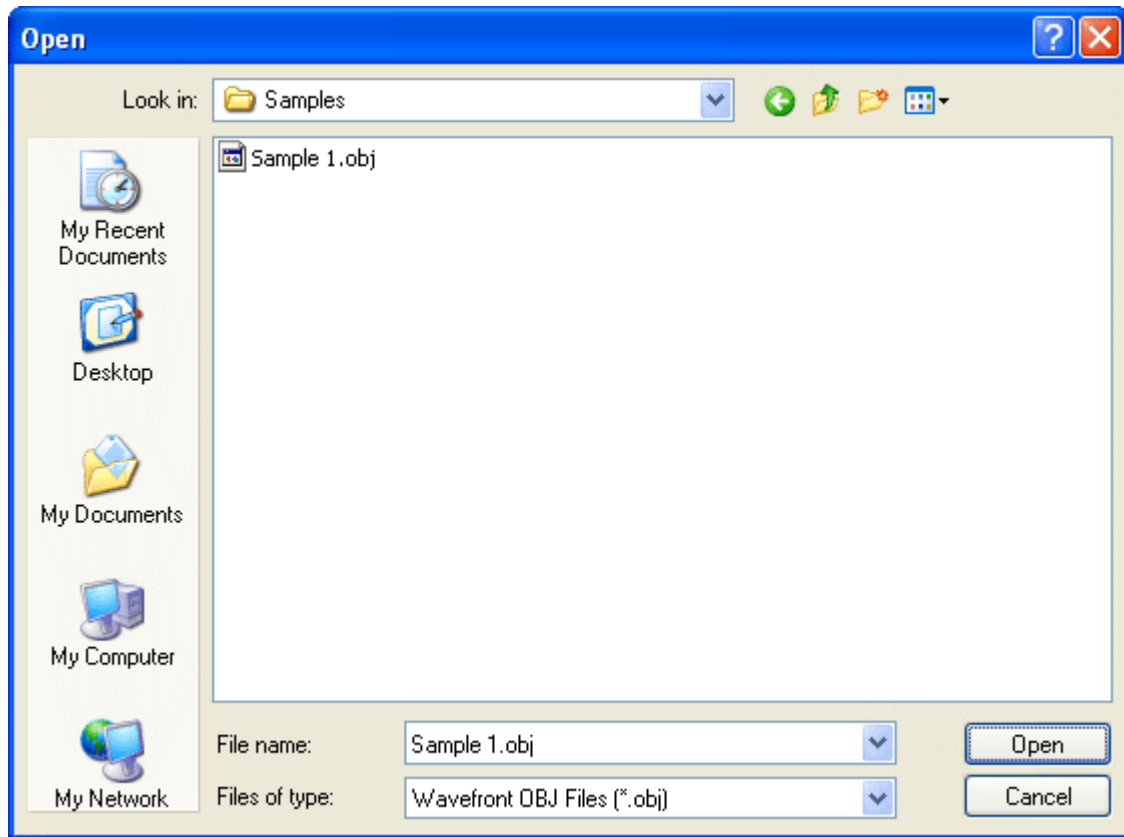 Open
Look in:
Samples
Sample 1.obj
My Recent
Documents
Desktop
My Documents
My Computer
My Network
File name:
Sample 1.obj
Open
Files of type:
Wavefront OBJ Files (*.obj)
Cancel